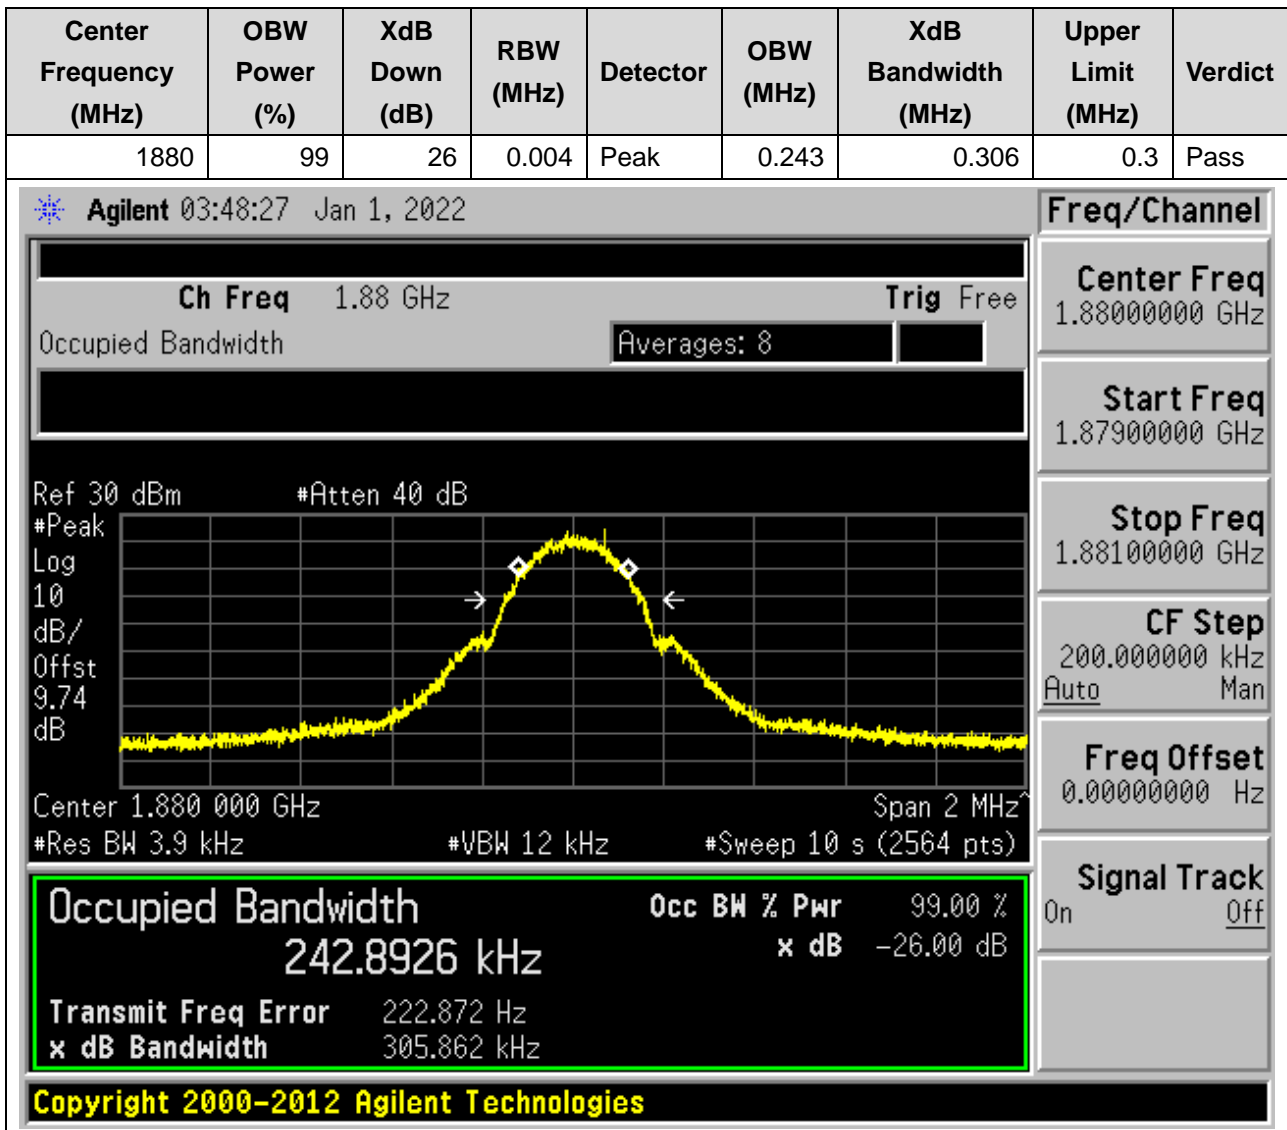 Center Frequency (MHz) OBW Power (%) XdB Down (dB) RBW (MHz) Detector OBW (MHz) XdB Bandwidth (MHz) Upper Limit (MHz) Verdict
1880 99 26 0.004 Peak 0.243 0.306 0.3 Pass
Agilent 03:48:27 Jan 1, 2022
Freq/Channel
Ch Freq 1.88 GHz Trig Free
Occupied Bandwidth Averages: 8
Ref 30 dBm #Atten 40 dB
#Peak
Log
10
dB/
Offst
9.74
dB
Center 1.880 000 GHz Span 2 MHz^
#Res BW 3.9 kHz #VBW 12 kHz #Sweep 10 s (2564 pts)
Occupied Bandwidth Occ BW % Pwr 99.00 %
242.8926 kHz x dB -26.00 dB
Transmit Freq Error 222.872 Hz
x dB Bandwidth 305.862 kHz
Center Freq
1.88000000 GHz
Start Freq
1.87900000 GHz
Stop Freq
1.88100000 GHz
CF Step
200.000000 kHz
Auto Man
Freq Offset
0.00000000 Hz
Signal Track
On Off
Copyright 2000-2012 Agilent Technologies